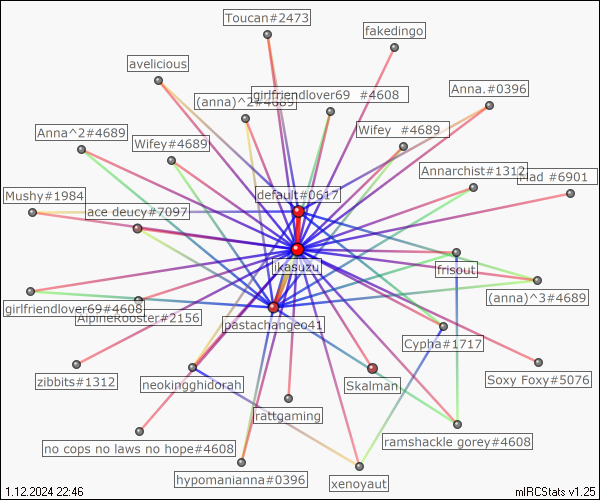 Toucan#2473
fakedingo
avelicious
(anna)^2#4689
girlfriendlover69 #4608
Anna.#0396
Anna^2#4689
Wifey#4689
Wifey #4689
Annarchist#1312
#6901
Mushy#1984
default#0617
ace deucy#7097
ikasuzu
frisout
(anna)^3#4689
girlfriendlover69#4608
AlpineRooster#2156
pastachangeo41
Cypha#1717
zibbits#1312
neokingghidorah
Skalman
Soxy Foxy#5076
rattgaming
no cops no laws no hope#4608
ramshackle gorey#4608
hypomanianna#0396
xenoyaut
1.12.2024 22:46
mIRCStats v1.25